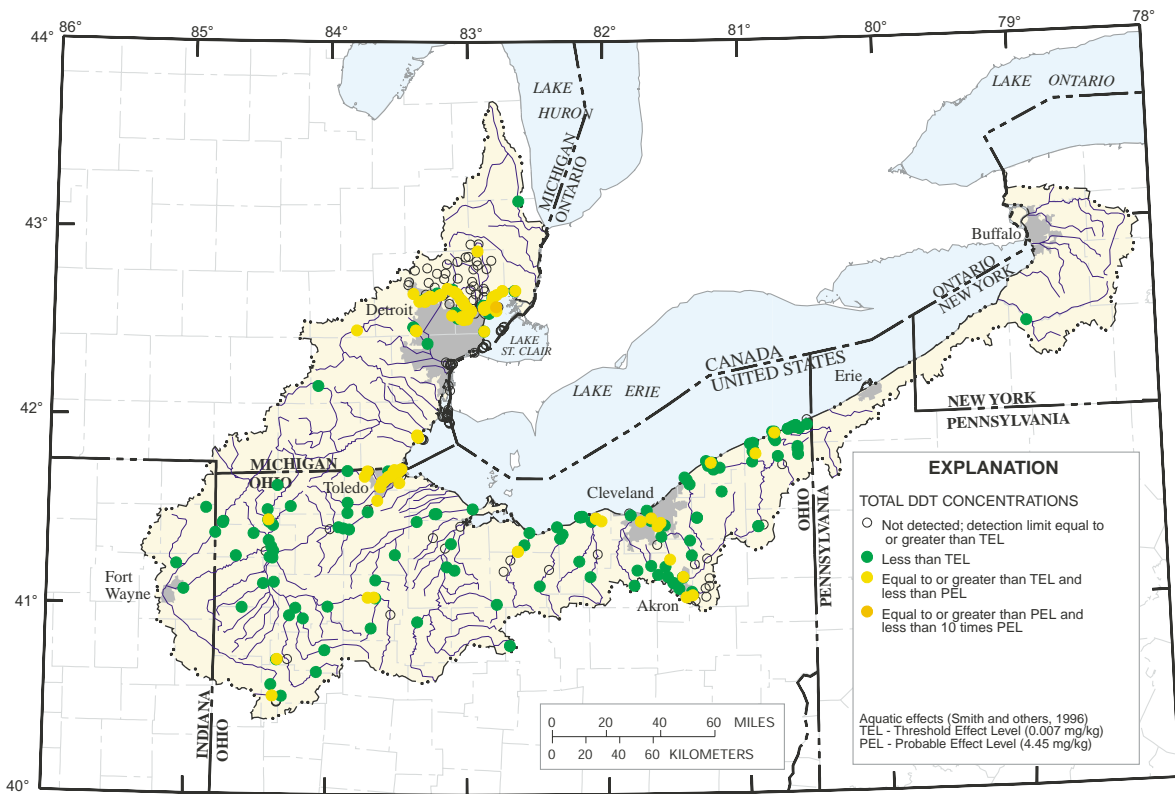 86°
85°
84°
83°
82°
81°
80°
79°
78°
44°
43°
42°
41°
40°
LAKE
HURON
MICHIGAN
ONTARIO
LAKE ONTARIO
Buffalo
ONTARIO
NEW YORK
Detroit
LAKE
ST. CLAIR
CANADA
UNITED STATES
LAKE ERIE
Erie
NEW YORK
PENNSYLVANIA
MICHIGAN
OHIO
Toledo
Cleveland
OHIO
PENNSYLVANIA
Fort
Wayne
Akron
INDIANA
OHIO
EXPLANATION
TOTAL DDT CONCENTRATIONS
Not detected; detection limit equal to
or greater than TEL
Less than TEL
Equal to or greater than TEL and
less than PEL
Equal to or greater than PEL and
less than 10 times PEL
Aquatic effects (Smith and others, 1996)
TEL - Threshold Effect Level (0.007 mg/kg)
PEL - Probable Effect Level (4.45 mg/kg)
0 20 40 60 MILES
0 20 40 60 KILOMETERS